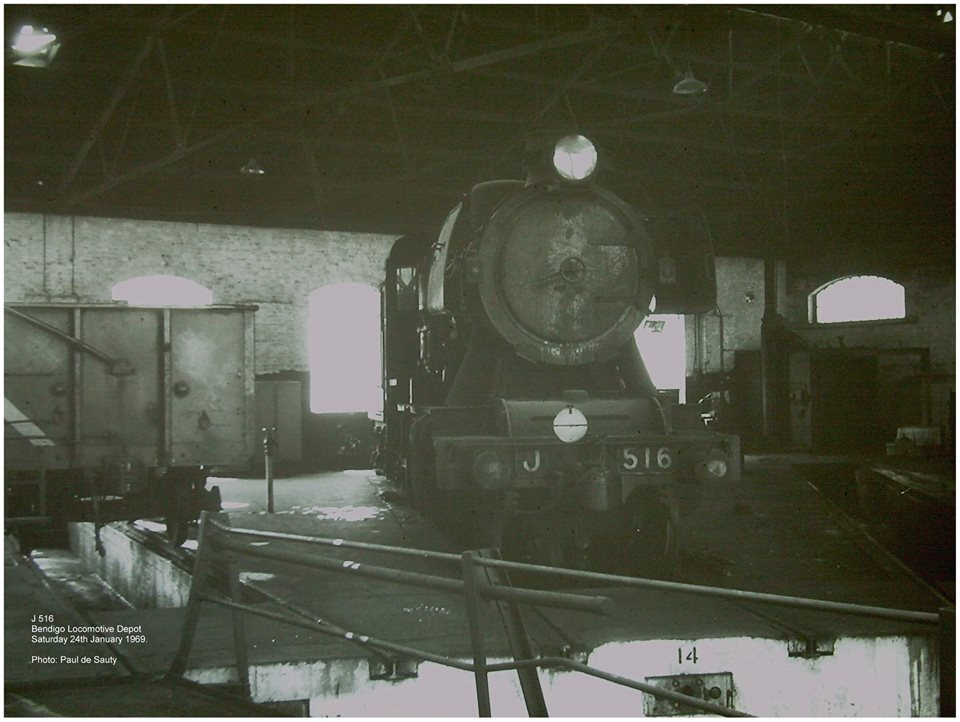 J 516
14
J 516
Bendigo Locomotive Depot
Saturday 24th January 1969.
Photo: Paul de Sauty